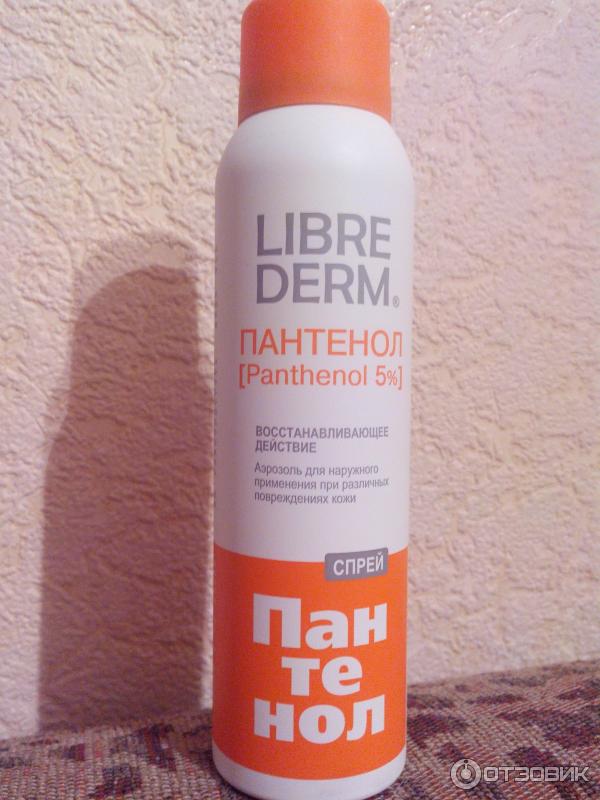 LIBRE
DERM®
ПАНТЕНОЛ
[Panthenol 5%]
ВОССТАНАВЛИВАЮЩЕЕ
ДЕЙСТВИЕ
Аэрозоль для наружного
применения при различных
повреждениях кожи
СПРЕЙ
Пан
те
нол
ОТЗОВИК